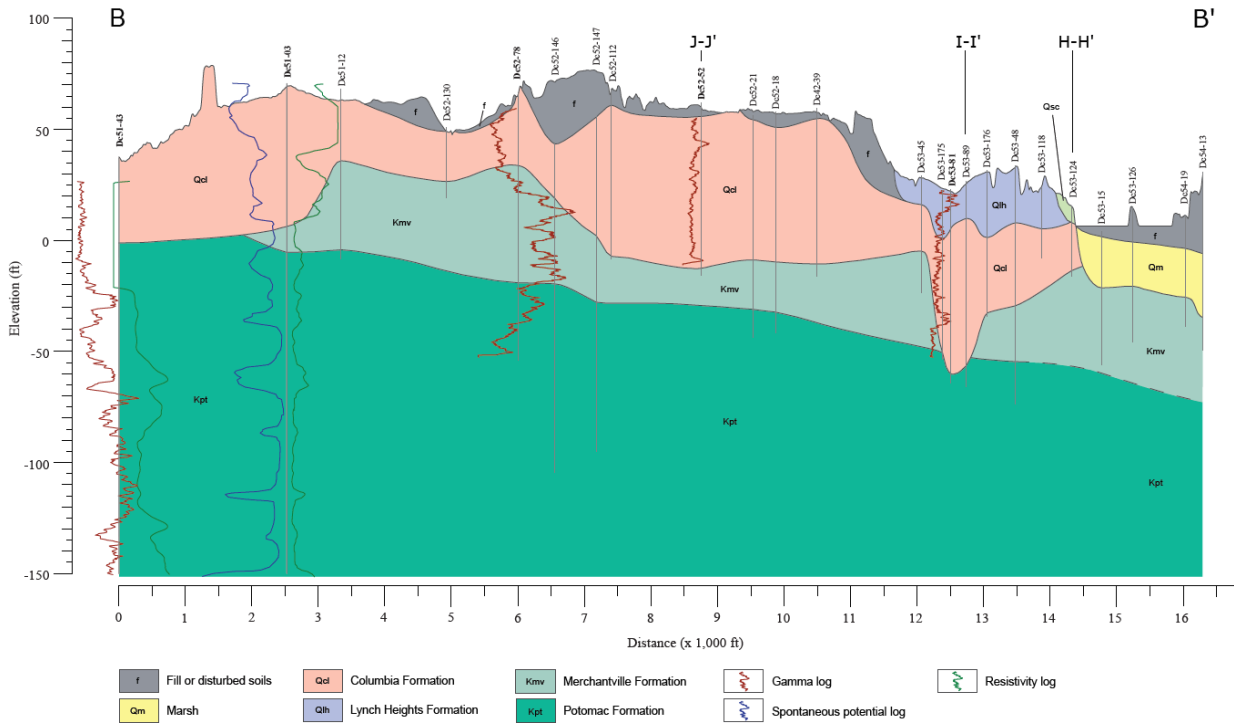 B
B'
J-J'
I-I'
H-H'
100
50
0
-50
-100
-150
Elevation (ft)
Dc51-43
Dc51-03
Dc51-12
Dc52-130
Dc52-78
Dc52-146
Dc52-147
Dc52-112
Dc52-52
Dc52-21
Dc52-18
Dc42-39
Dc53-45
Dc53-175
Dc53-81
Dc53-89
Dc53-176
Dc53-48
Dc53-118
Dc53-124
Dc53-15
Dc53-126
Dc54-19
Dc54-13
Qsc
f
f
f
f
f
Qcl
Qcl
Qcl
Qlh
Qm
Kmv
Kmv
Kmv
Kpt
Kpt
Kpt
0 1 2 3 4 5 6 7 8 9 10 11 12 13 14 15 16
Distance (x 1,000 ft)
f Fill or disturbed soils
Qcl Columbia Formation
Kmv Merchantville Formation
Gamma log
Resistivity log
Qm Marsh
Qlh Lynch Heights Formation
Kpt Potomac Formation
Spontaneous potential log